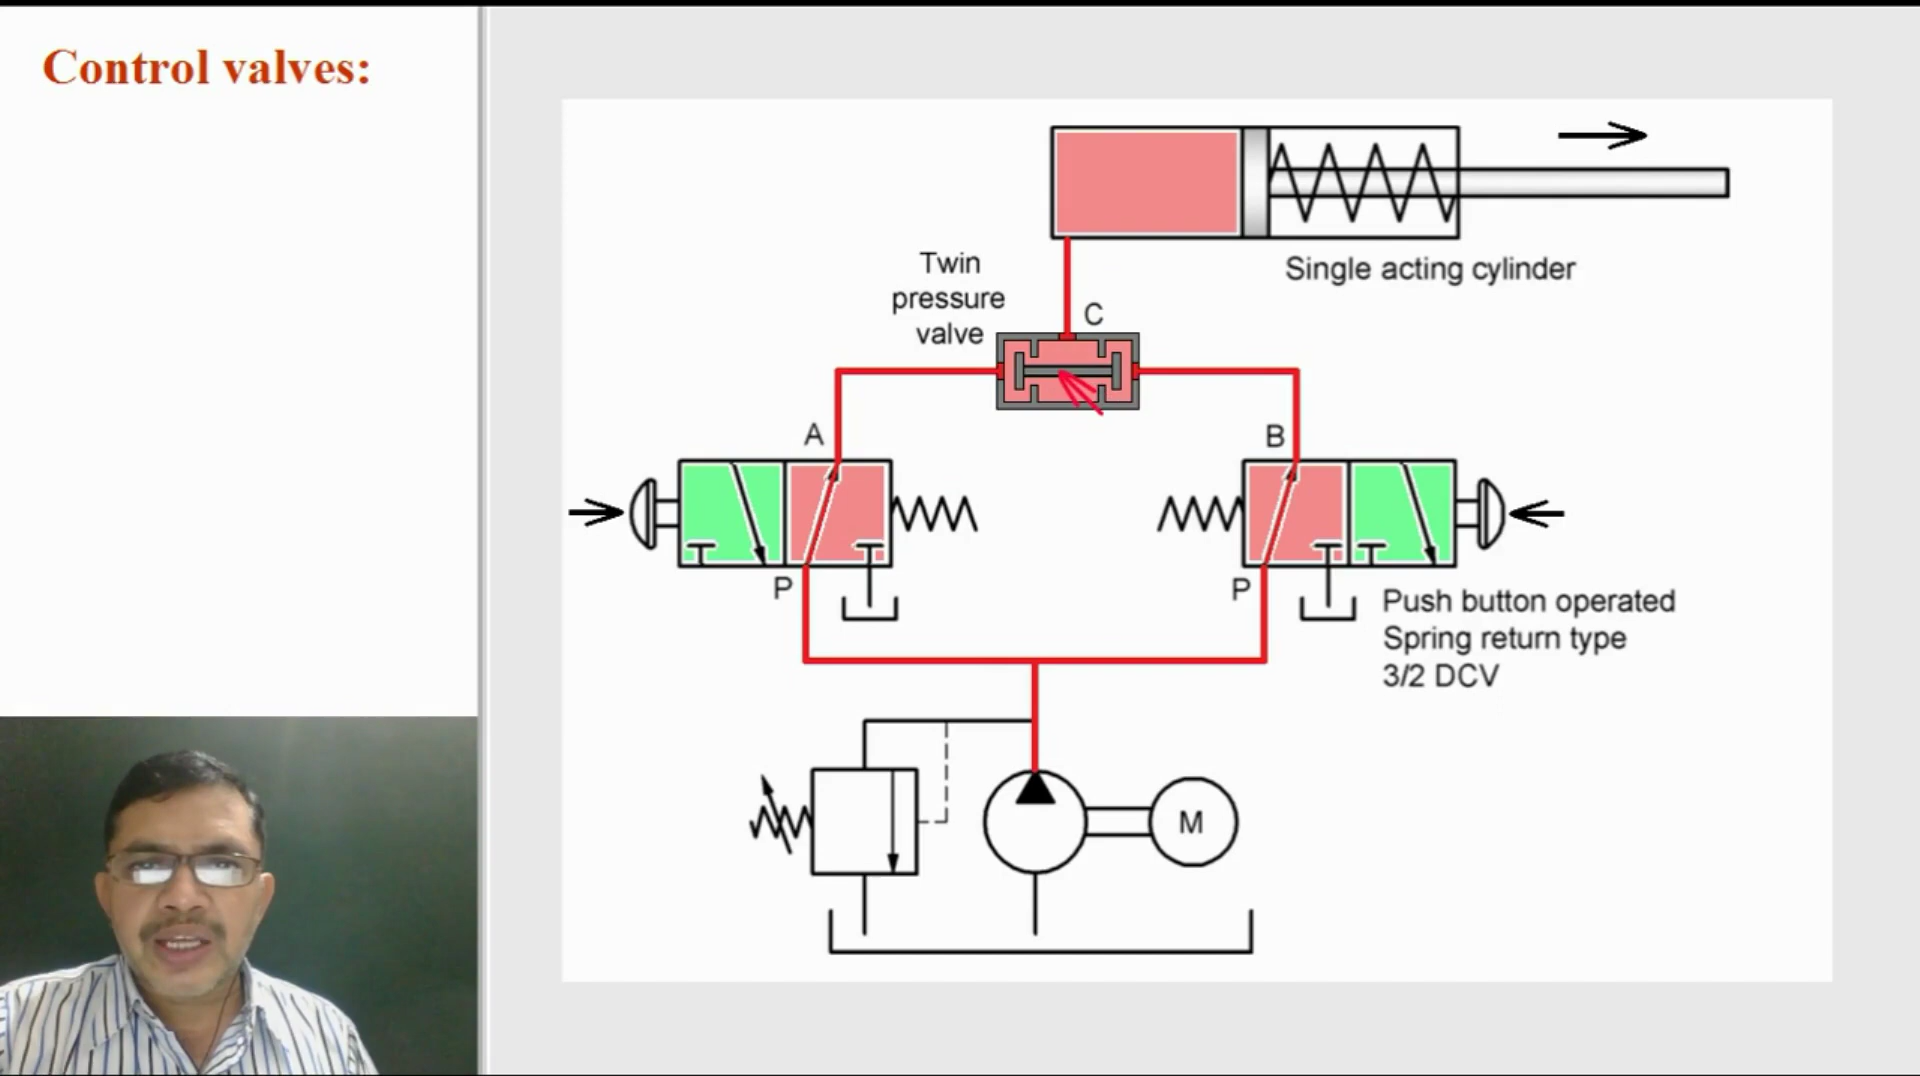 Control valves:
Single acting cylinder
Twin
pressure
valve
C
A
B
P
P
Push button operated
Spring return type
3/2 DCV
M